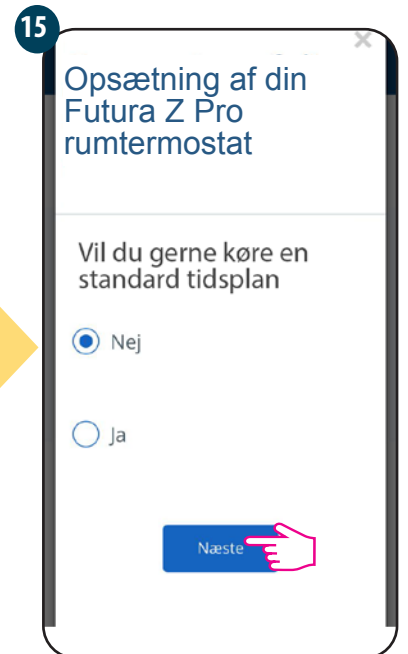 15
×
Opsætning af din
Futura Z Pro
rumtermostat
Vil du gerne køre en
standard tidsplan
Nej
Ja
Næste